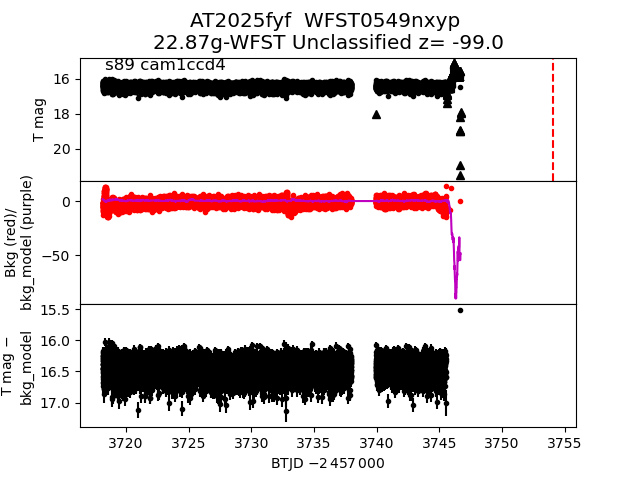 AT2025fyf  WFST0549nxyp
22.87g-WFST Unclassified z= -99.0
s89 cam1ccd4
T mag
16
18
20
Bkg (red)/
bkg_model (purple)
0
−50
T mag −
bkg_model
15.5
16.0
16.5
17.0
3720 3725 3730 3735 3740 3745 3750 3755
BTJD −2 457 000